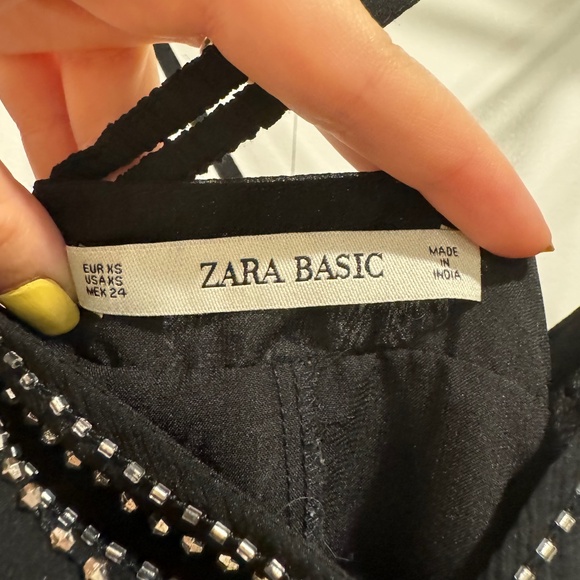 EUR XS
USA XS
MEX 24
ZARA BASIC
MADE
IN
INDIA